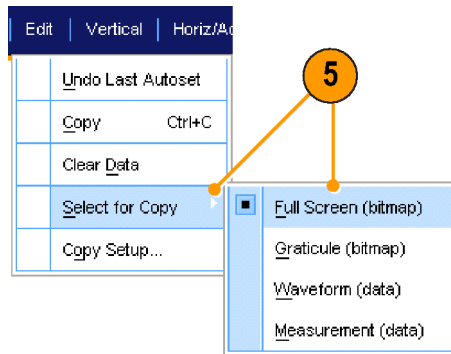 Edit | Vertical | Horiz/Ac
5
Undo Last Autoset
Copy Ctrl+C
Clear Data
Select for Copy
Copy Setup...
Full Screen (bitmap)
Graticule (bitmap)
Waveform (data)
Measurement (data)